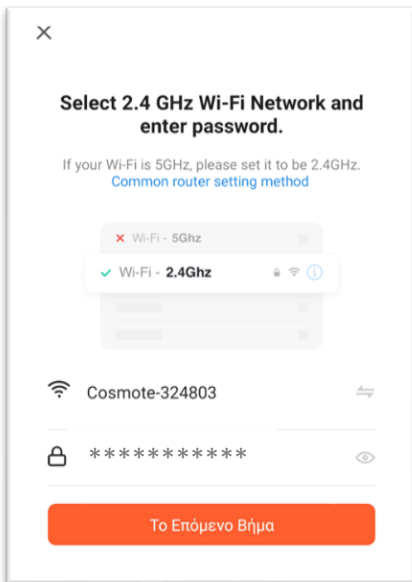 Select 2.4 GHz Wi-Fi Network and
enter password.
If your Wi-Fi is 5GHz, please set it to be 2.4GHz.
Common router setting method
Wi-Fi - 5Ghz
Wi-Fi - 2.4Ghz
Cosmote-324803
***********
Το Επόμενο Βήμα